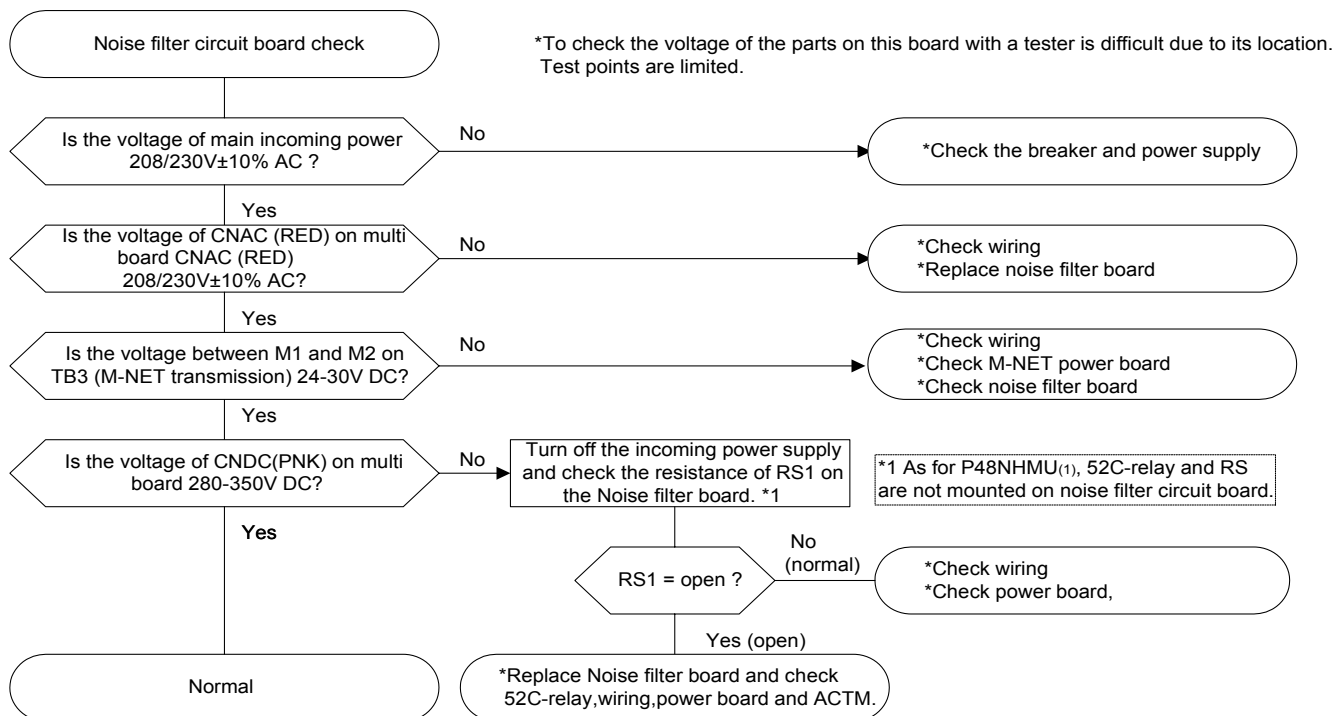 Noise filter circuit board check
*To check the voltage of the parts on this board with a tester is difficult due to its location.
Test points are limited.
Is the voltage of main incoming power
208/230V±10% AC ?
No
*Check the breaker and power supply
Yes
Is the voltage of CNAC (RED) on multi
board CNAC (RED)
208/230V±10% AC?
No
*Check wiring
*Replace noise filter board
Yes
Is the voltage between M1 and M2 on
TB3 (M-NET transmission) 24-30V DC?
No
*Check wiring
*Check M-NET power board
*Check noise filter board
Yes
Is the voltage of CNDC(PNK) on multi
board 280-350V DC?
No
Turn off the incoming power supply
and check the resistance of RS1 on
the Noise filter board. *1
*1 As for P48NHMU(1), 52C-relay and RS
are not mounted on noise filter circuit board.
Yes
RS1 = open ?
No
(normal)
*Check wiring
*Check power board,
Yes (open)
Normal
*Replace Noise filter board and check
52C-relay,wiring,power board and ACTM.